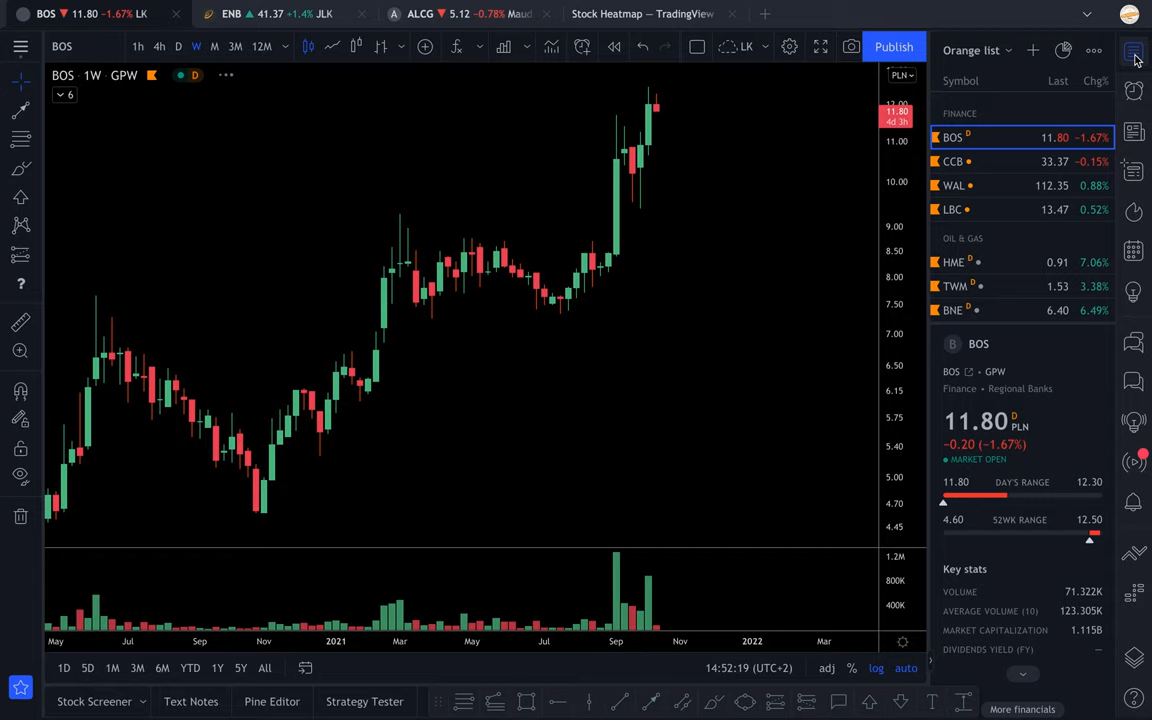 BOS ▼ 11.80 −1.67% LK
ENB ▲ 41.37 +1.4% JLK
ALCG ▼ 5.12 −0.78% Maud
Stock Heatmap — TradingView
BOS 1h 4h D W M 3M 12M LK Publish
Orange list
BOS · 1W · GPW D
6
PLN
Symbol Last Chg%
FINANCE
BOS D 11.80 −1.67%
CCB 33.37 −0.15%
WAL 112.35 0.88%
LBC 13.47 0.52%
OIL & GAS
HME D 0.91 7.06%
TWM D 1.53 3.38%
BNE D 6.40 6.49%
B BOS
BOS · GPW
Finance • Regional Banks
11.80 D PLN
−0.20 (−1.67%)
MARKET OPEN
11.80 DAY'S RANGE 12.30
4.60 52WK RANGE 12.50
Key stats
VOLUME 71.322K
AVERAGE VOLUME (10) 123.305K
MARKET CAPITALIZATION 1.115B
DIVIDENDS YIELD (FY) —
More financials
12.00
11.80
4d 3h
11.00
10.00
9.00
8.50
8.00
7.50
7.00
6.50
6.15
5.75
5.40
5.00
4.70
4.45
1.2M
800K
400K
May Jul Sep Nov 2021 Mar May Jul Sep Nov 2022 Mar
1D 5D 1M 3M 6M YTD 1Y 5Y All 14:52:19 (UTC+2) adj % log auto
Stock Screener Text Notes Pine Editor Strategy Tester